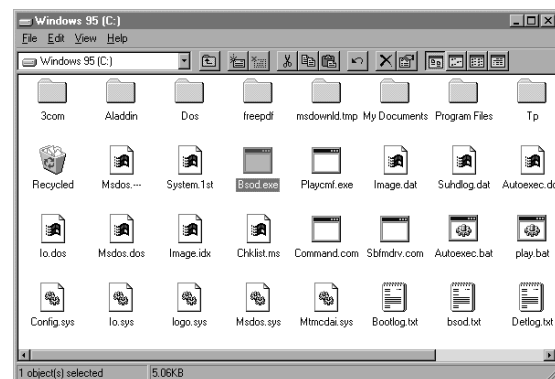 Windows 95 (C:)
File Edit View Help
Windows 95 (C:)
3com Aladdin Dos freepdf msdownld.tmp My Documents Program Files Tp
Recycled Msdos.--- System.1st Bsod.exe Playcmf.exe Image.dat Suhdlog.dat Autoexec.do
Io.dos Msdos.dos Image.idx Chklist.ms Command.com Sbfmdrv.com Autoexec.bat play.bat
Config.sys Io.sys logo.sys Msdos.sys Mtmcdai.sys Bootlog.txt bsod.txt Detlog.txt
1 object(s) selected 5.06KB